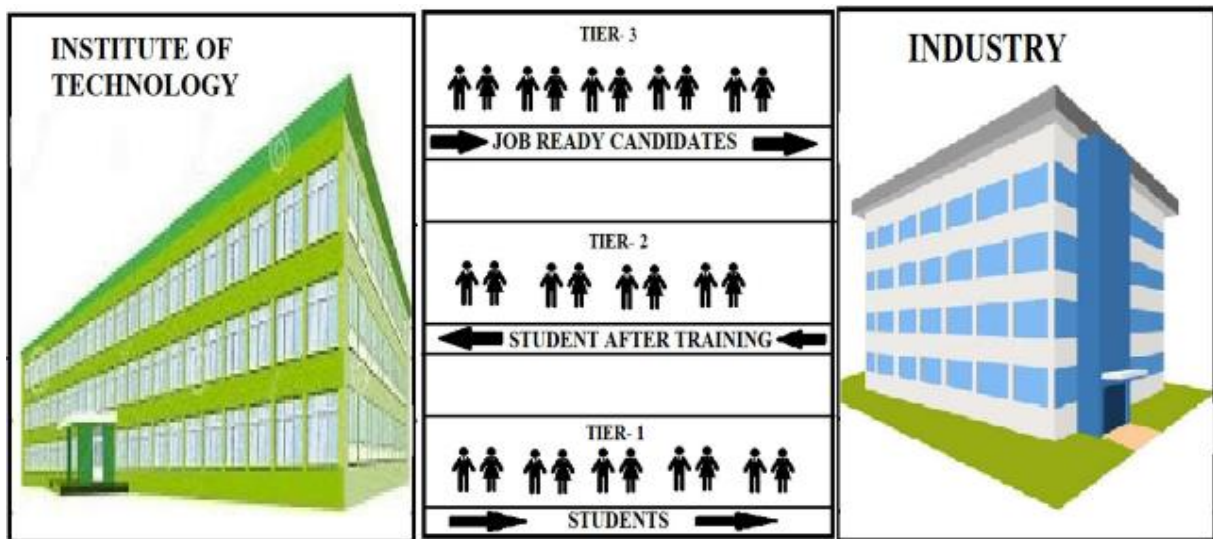 INSTITUTE OF
TECHNOLOGY
TIER- 3
JOB READY CANDIDATES
TIER- 2
STUDENT AFTER TRAINING
TIER- 1
STUDENTS
INDUSTRY